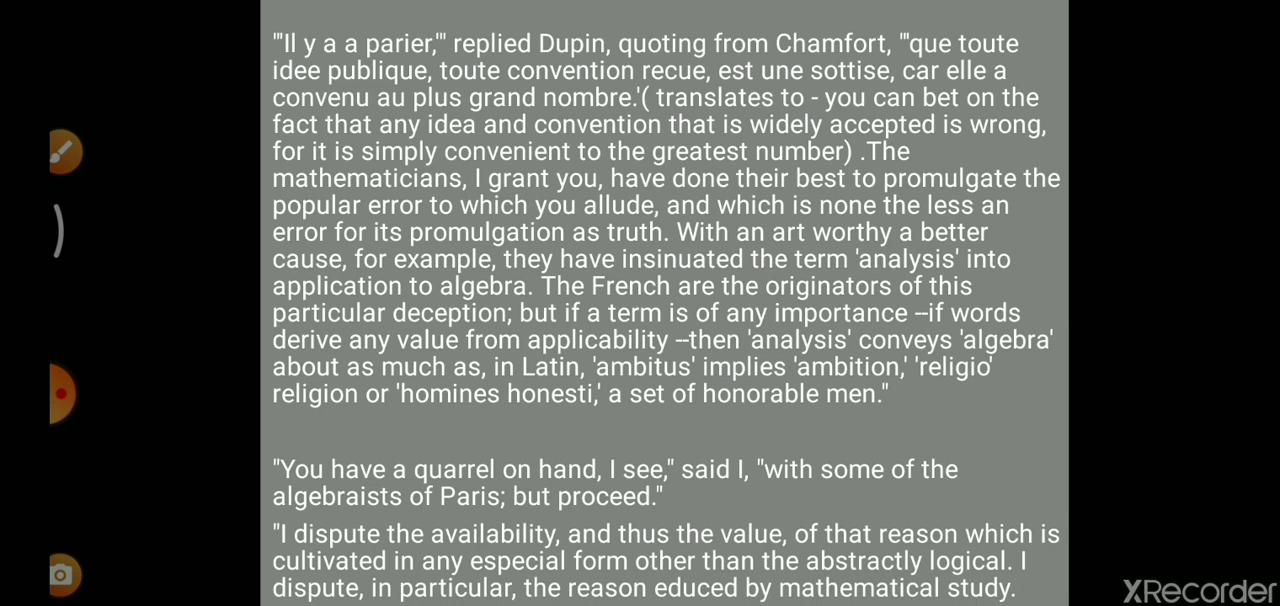 "'Il y a a parier,'" replied Dupin, quoting from Chamfort, "'que toute
idee publique, toute convention recue, est une sottise, car elle a
convenu au plus grand nombre.'( translates to - you can bet on the
fact that any idea and convention that is widely accepted is wrong,
for it is simply convenient to the greatest number) .The
mathematicians, I grant you, have done their best to promulgate the
popular error to which you allude, and which is none the less an
error for its promulgation as truth. With an art worthy a better
cause, for example, they have insinuated the term 'analysis' into
application to algebra. The French are the originators of this
particular deception; but if a term is of any importance --if words
derive any value from applicability --then 'analysis' conveys 'algebra'
about as much as, in Latin, 'ambitus' implies 'ambition,' 'religio'
religion or 'homines honesti,' a set of honorable men."
"You have a quarrel on hand, I see," said I, "with some of the
algebraists of Paris; but proceed."
"I dispute the availability, and thus the value, of that reason which is
cultivated in any especial form other than the abstractly logical. I
dispute, in particular, the reason educed by mathematical study.
XRecorder